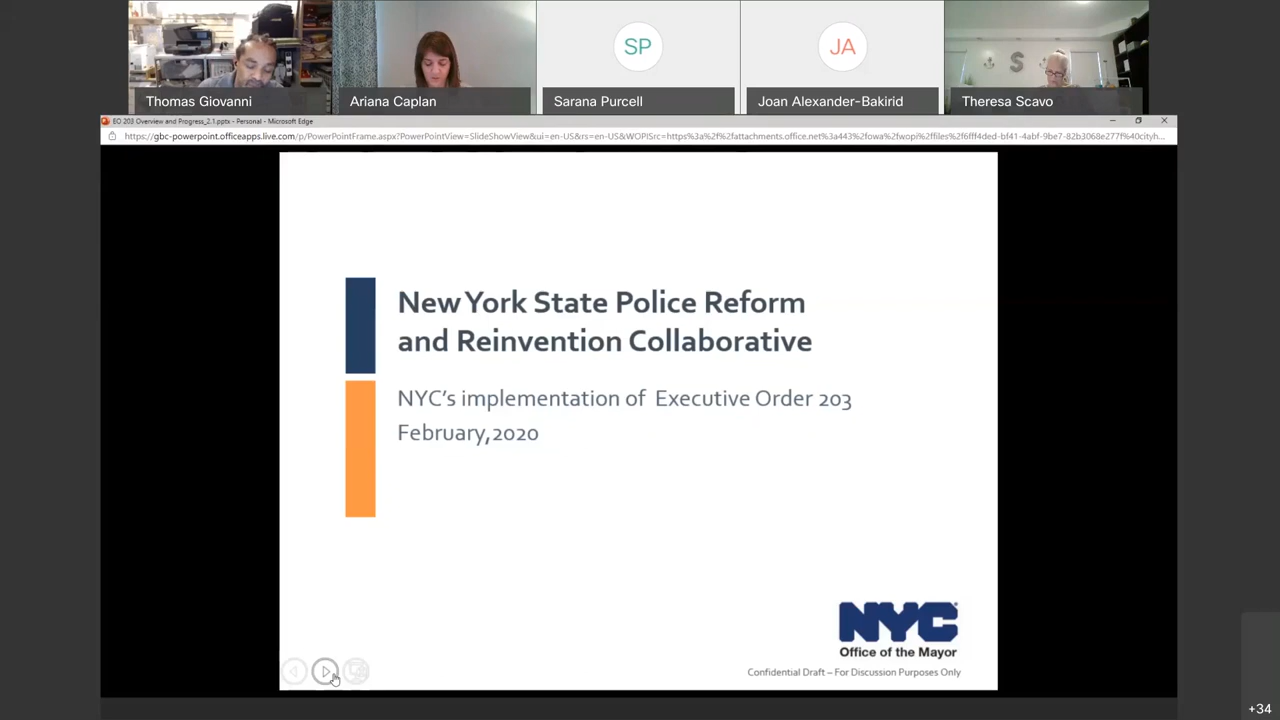 SP
JA
Thomas Giovanni
Ariana Caplan
Sarana Purcell
Joan Alexander-Bakirid
Theresa Scavo
S
EO 203 Overview and Progress_2.1.pptx - Personal - Microsoft Edge
https://gbc-powerpoint.officeapps.live.com/p/PowerPointFrame.aspx?PowerPointView=SlideShowView&ui=en-US&rs=en-US&WOPISrc=https%3a%2f%2fattachments.office.net%3a443%2fowa%2fwopi%2ffiles%2f6fff4ded-bf41-4abf-9be7-82b3068e277f%40cityh...
New York State Police Reform
and Reinvention Collaborative
NYC's implementation of Executive Order 203
February,2020
NYC
Office of the Mayor
Confidential Draft – For Discussion Purposes Only
+34